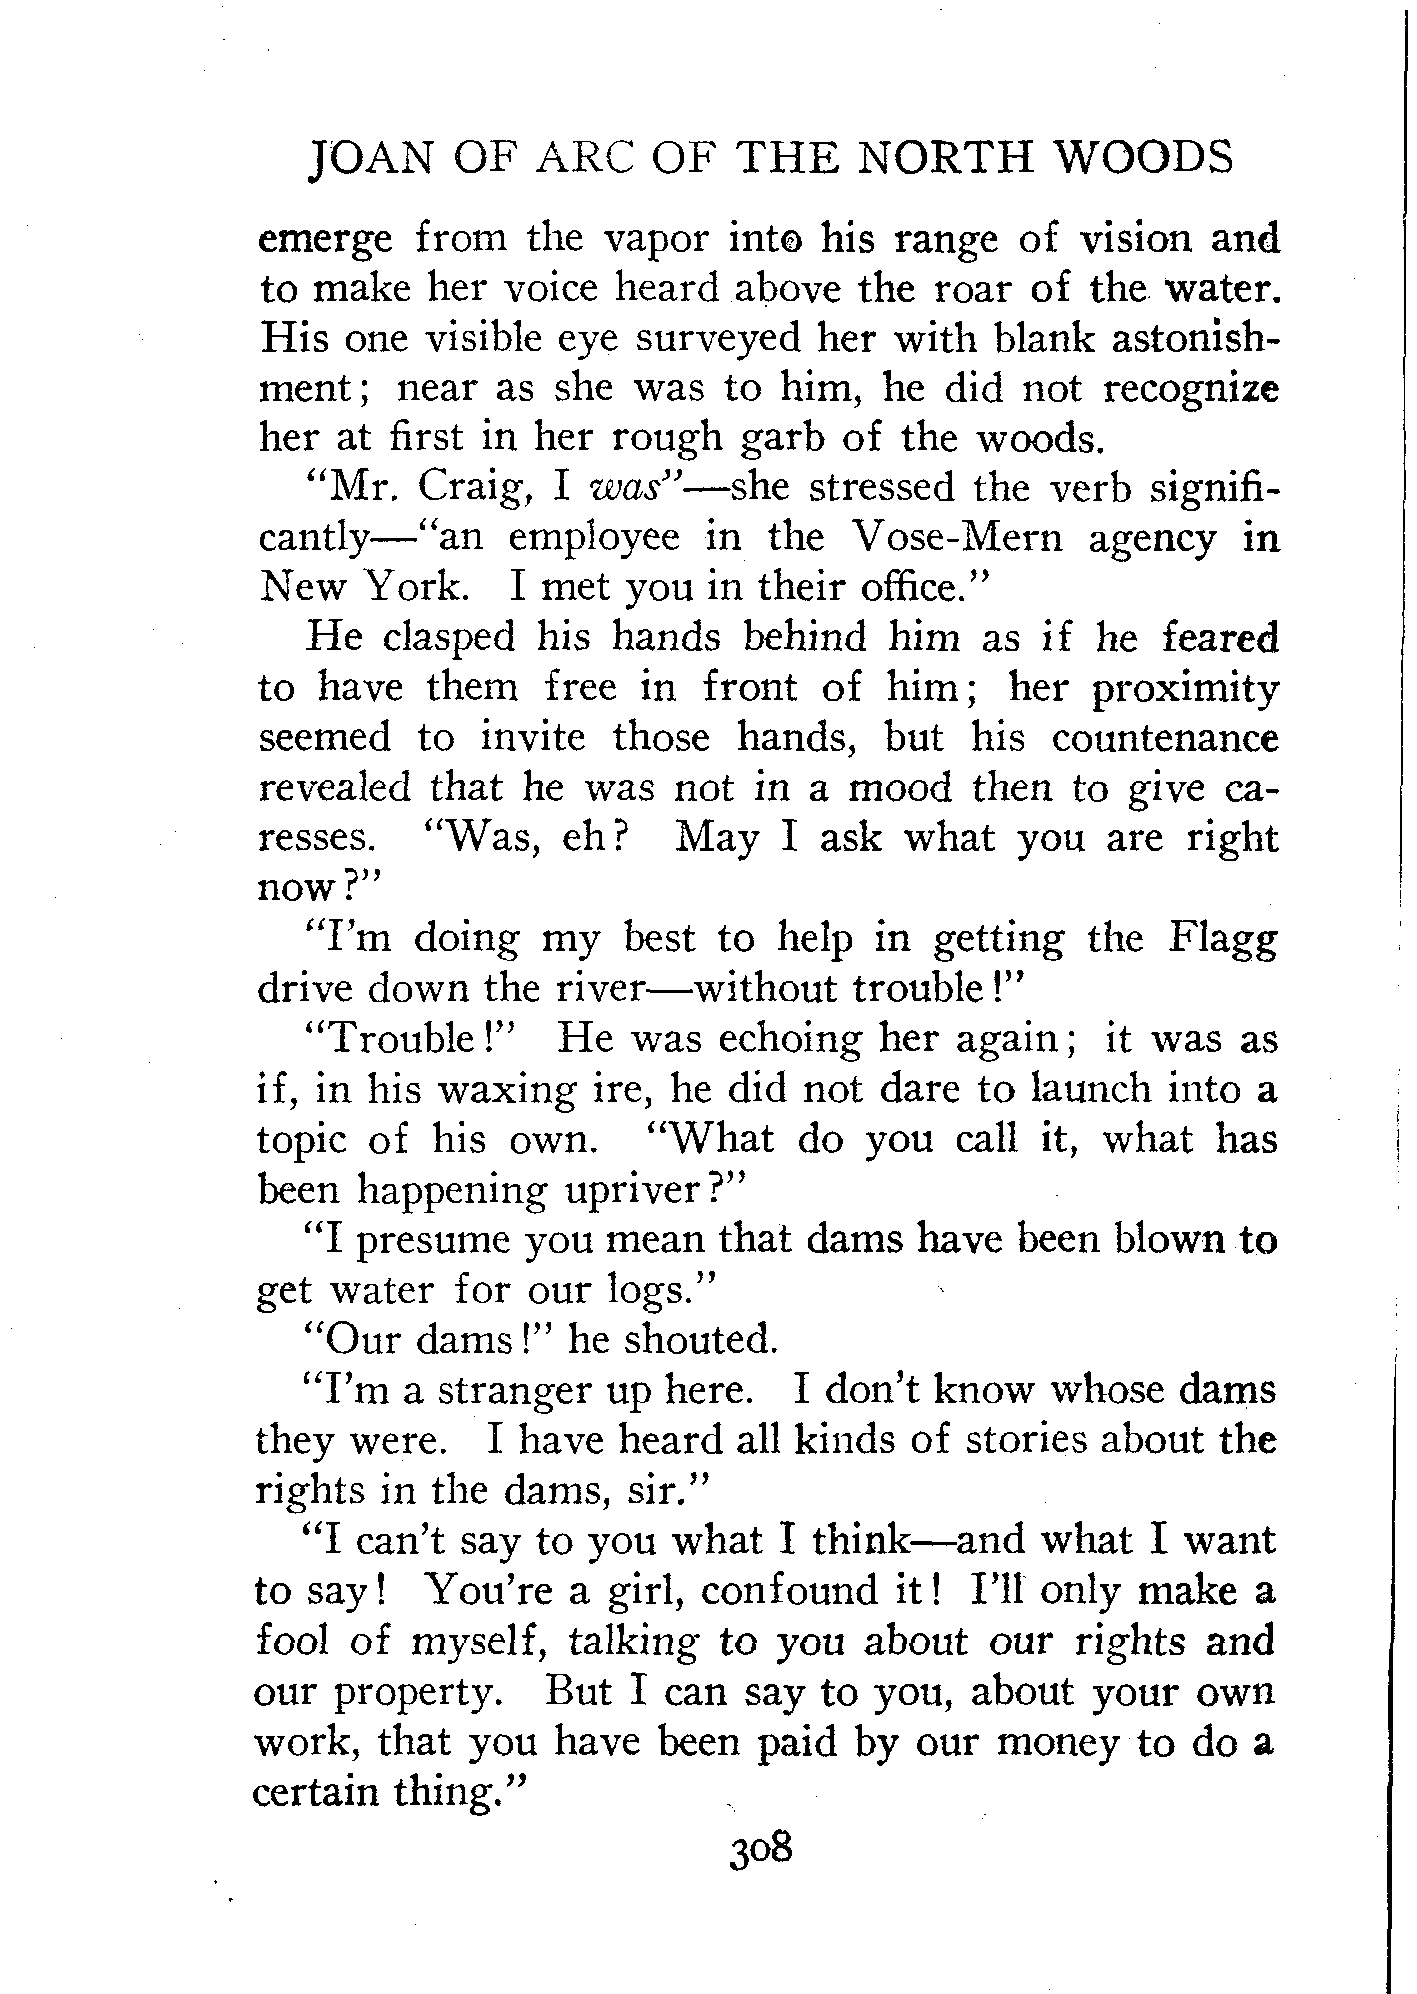 JOAN OF ARC OF THE NORTH WOODS
emerge from the vapor into his range of vision and
to make her voice heard above the roar of the water.
His one visible eye surveyed her with blank astonish-
ment; near as she was to him, he did not recognize
her at first in her rough garb of the woods.
"Mr. Craig, I was"—she stressed the verb signifi-
cantly—"an employee in the Vose-Mern agency in
New York. I met you in their office."
He clasped his hands behind him as if he feared
to have them free in front of him; her proximity
seemed to invite those hands, but his countenance
revealed that he was not in a mood then to give ca-
resses. "Was, eh? May I ask what you are right
now?"
"I'm doing my best to help in getting the Flagg
drive down the river—without trouble!"
"Trouble!" He was echoing her again; it was as
if, in his waxing ire, he did not dare to launch into a
topic of his own. "What do you call it, what has
been happening upriver?"
"I presume you mean that dams have been blown to
get water for our logs."
"Our dams!" he shouted.
"I'm a stranger up here. I don't know whose dams
they were. I have heard all kinds of stories about the
rights in the dams, sir."
"I can't say to you what I think—and what I want
to say! You're a girl, confound it! I'll only make a
fool of myself, talking to you about our rights and
our property. But I can say to you, about your own
work, that you have been paid by our money to do a
certain thing."
308